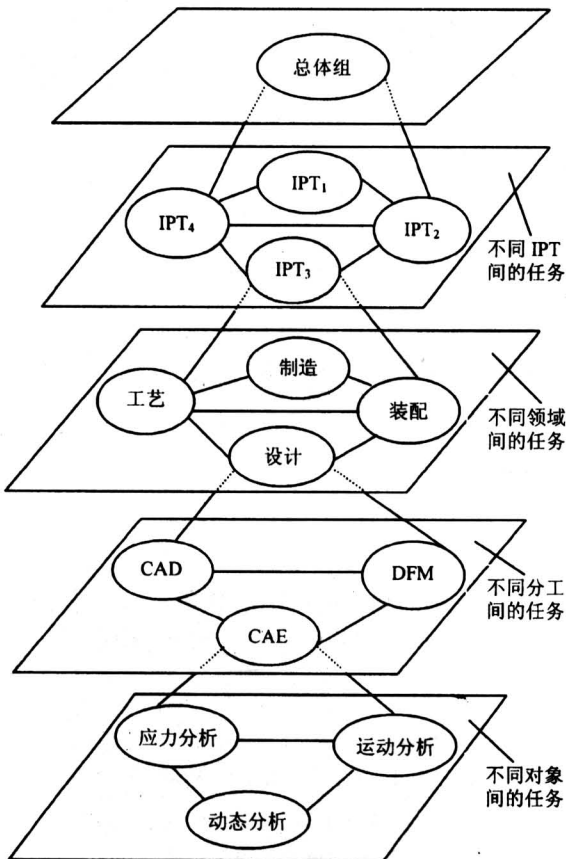 总体组
IPT₁
IPT₄
IPT₂
IPT₃
不同 IPT
间的任务
制造
工艺
装配
设计
不同领域
间的任务
CAD
DFM
CAE
不同分工
间的任务
应力分析
运动分析
动态分析
不同对象
间的任务